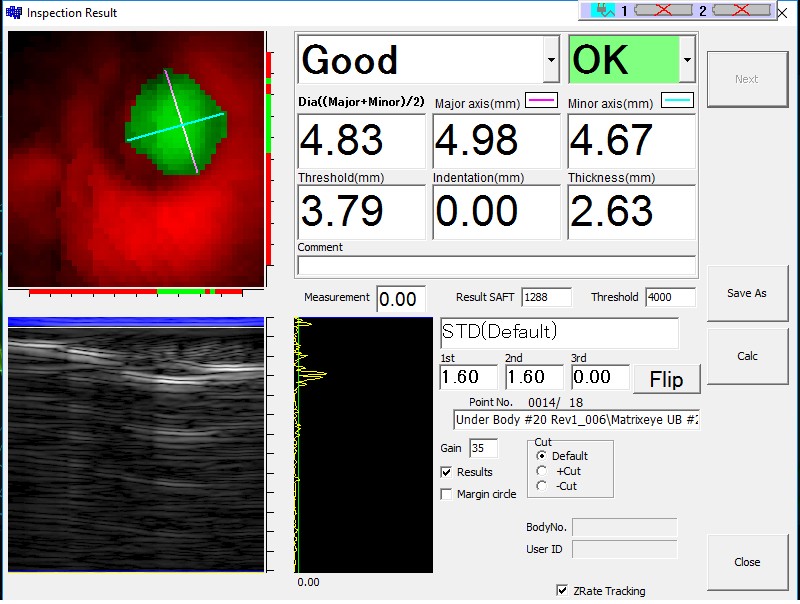 Inspection Result
1 2
Good OK
Next
Dia((Major+Minor)/2) Major axis(mm) Minor axis(mm)
4.83 4.98 4.67
Threshold(mm) Indentation(mm) Thickness(mm)
3.79 0.00 2.63
Comment
Measurement 0.00 Result SAFT 1288 Threshold 4000
Save As
STD(Default)
Calc
1st 2nd 3rd
1.60 1.60 0.00 Flip
Point No. 0014/ 18
Under Body #20 Rev1_006\Matrixeye UB #2
Gain 35
Cut
Default
Results
+Cut
-Cut
Margin circle
BodyNo.
User ID
Close
0.00
ZRate Tracking